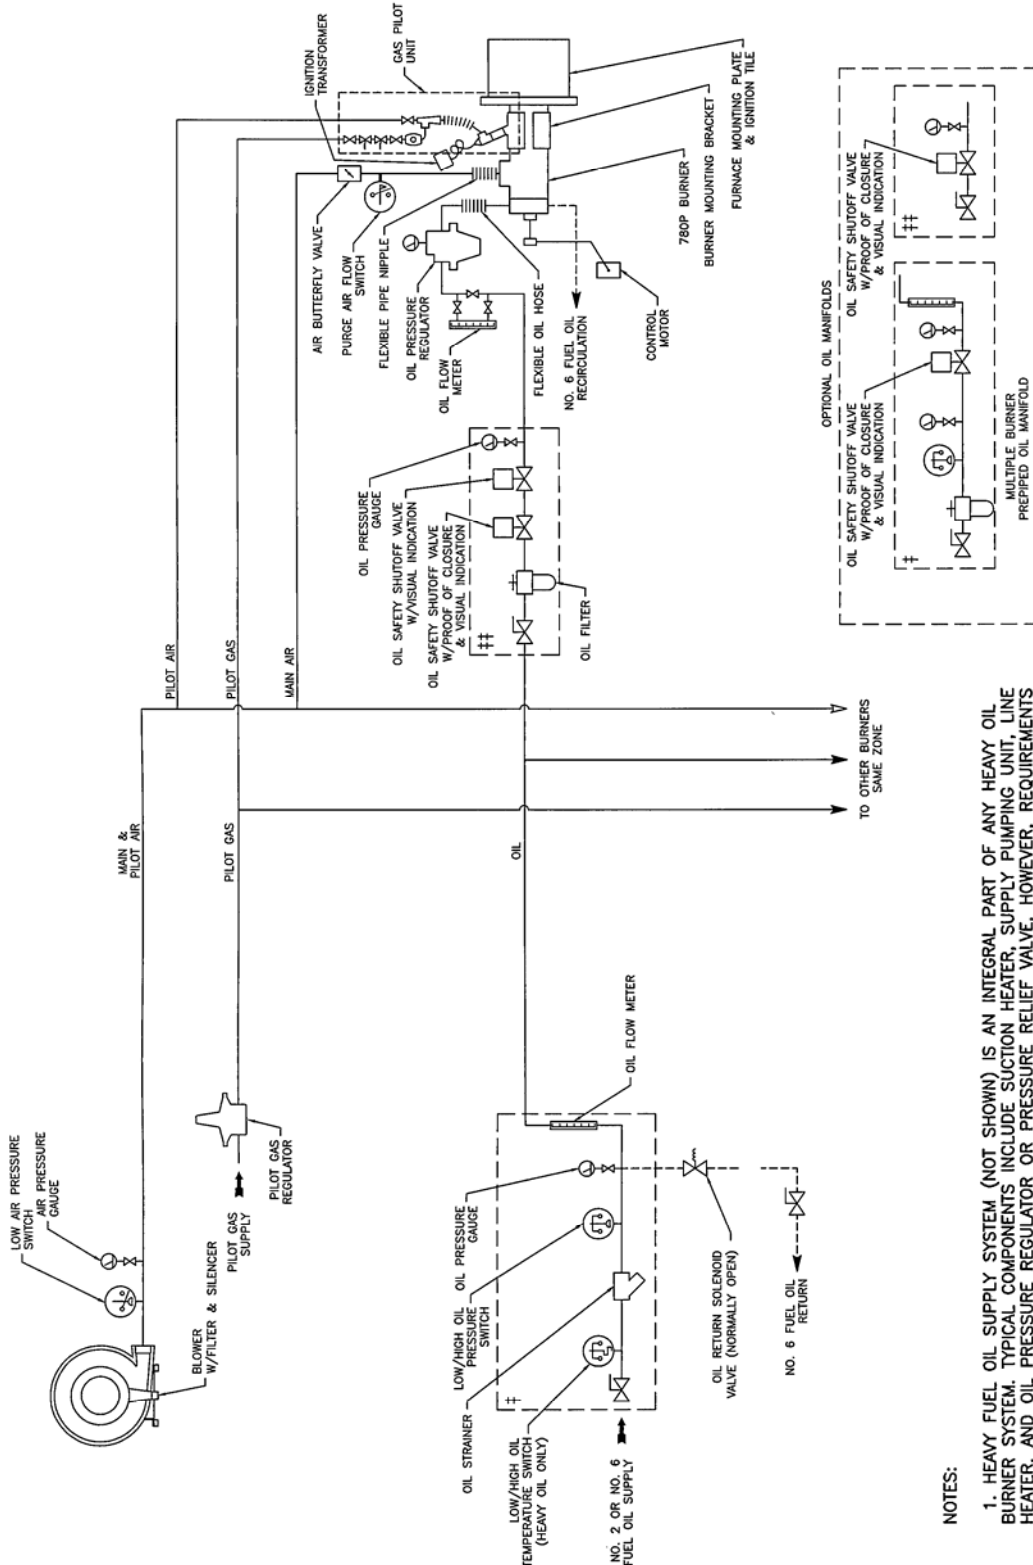 LOW AIR PRESSURE
SWITCH
AIR PRESSURE
GAUGE
BLOWER
W/FILTER & SILENCER
MAIN &
PILOT AIR
PILOT GAS
SUPPLY
PILOT GAS
REGULATOR
PILOT GAS
PILOT AIR
PILOT GAS
MAIN AIR
IGNITION
TRANSFORMER
GAS PILOT
UNIT
AIR BUTTERFLY VALVE
PURGE AIR FLOW
SWITCH
FLEXIBLE PIPE NIPPLE
OIL PRESSURE
REGULATOR
OIL FLOW
METER
FLEXIBLE OIL HOSE
NO. 6 FUEL OIL
RECIRCULATION
CONTROL
MOTOR
780P BURNER
BURNER MOUNTING BRACKET
FURNACE MOUNTING PLATE
& IGNITION TILE
OIL PRESSURE
GAUGE
OIL SAFETY SHUTOFF VALVE
W/VISUAL INDICATION
OIL SAFETY SHUTOFF VALVE
W/PROOF OF CLOSURE
& VISUAL INDICATION
‡‡
OIL FILTER
OIL
TO OTHER BURNERS
SAME ZONE
OIL STRAINER
LOW/HIGH OIL
PRESSURE
SWITCH
OIL PRESSURE
GAUGE
OIL FLOW METER
LOW/HIGH OIL
TEMPERATURE SWITCH
(HEAVY OIL ONLY)
‡
NO. 2 OR NO. 6
FUEL OIL SUPPLY
OIL RETURN SOLENOID
VALVE (NORMALLY OPEN)
NO. 6 FUEL OIL
RETURN
OPTIONAL OIL MANIFOLDS
OIL SAFETY SHUTOFF VALVE
W/PROOF OF CLOSURE
& VISUAL INDICATION
‡
MULTIPLE BURNER
PREPIPED OIL MANIFOLD
OIL SAFETY SHUTOFF VALVE
W/PROOF OF CLOSURE
& VISUAL INDICATION
‡‡
NOTES:
1. HEAVY FUEL OIL SUPPLY SYSTEM (NOT SHOWN) IS AN INTEGRAL PART OF ANY HEAVY OIL
BURNER SYSTEM. TYPICAL COMPONENTS INCLUDE SUCTION HEATER, SUPPLY PUMPING UNIT, LINE
HEATER, AND OIL PRESSURE REGULATOR OR PRESSURE RELIEF VALVE. HOWEVER, REQUIREMENTS